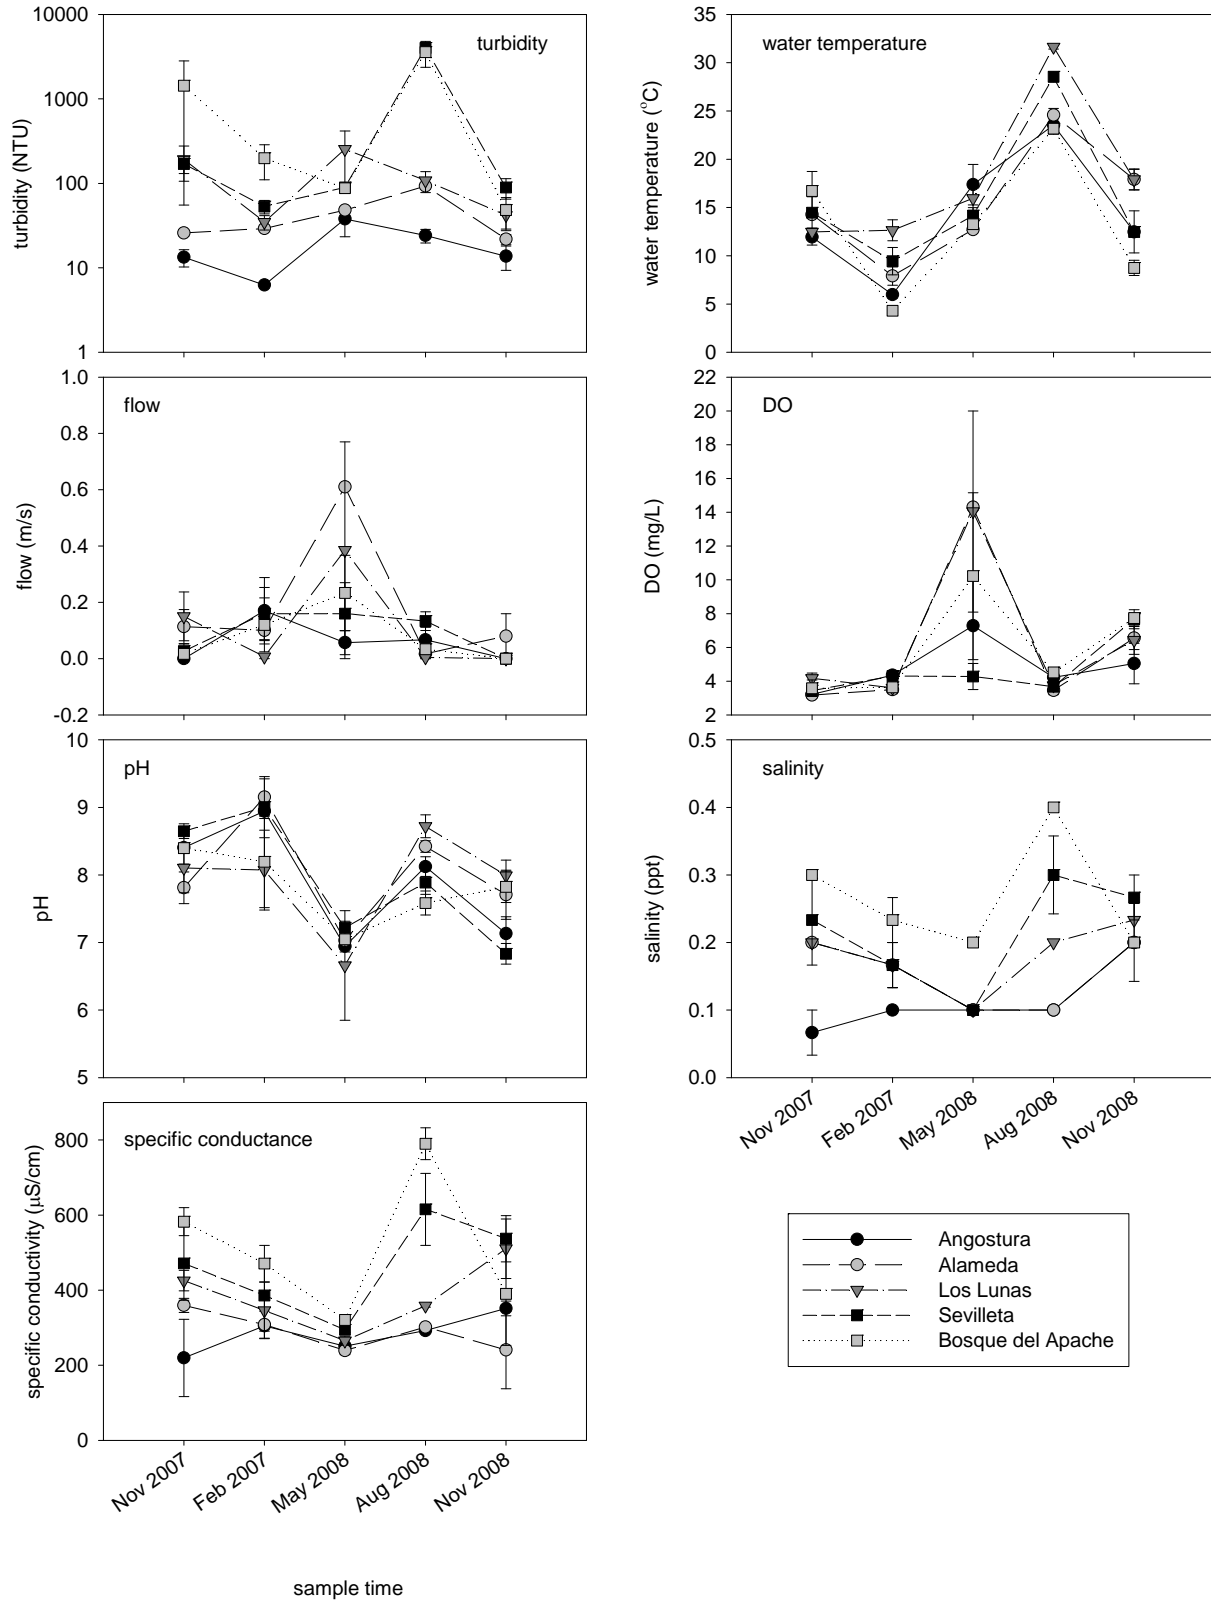 turbidity
turbidity (NTU)
10000
1000
100
10
1
water temperature
water temperature (°C)
35
30
25
20
15
10
5
0
flow
flow (m/s)
1.0
0.8
0.6
0.4
0.2
0.0
-0.2
DO
DO (mg/L)
22
20
18
16
14
12
10
8
6
4
2
pH
pH
10
9
8
7
6
5
salinity
salinity (ppt)
0.5
0.4
0.3
0.2
0.1
0.0
Nov 2007
Feb 2007
May 2008
Aug 2008
Nov 2008
specific conductance
specific conductivity (µS/cm)
800
600
400
200
0
Nov 2007
Feb 2007
May 2008
Aug 2008
Nov 2008
Angostura
Alameda
Los Lunas
Sevilleta
Bosque del Apache
sample time